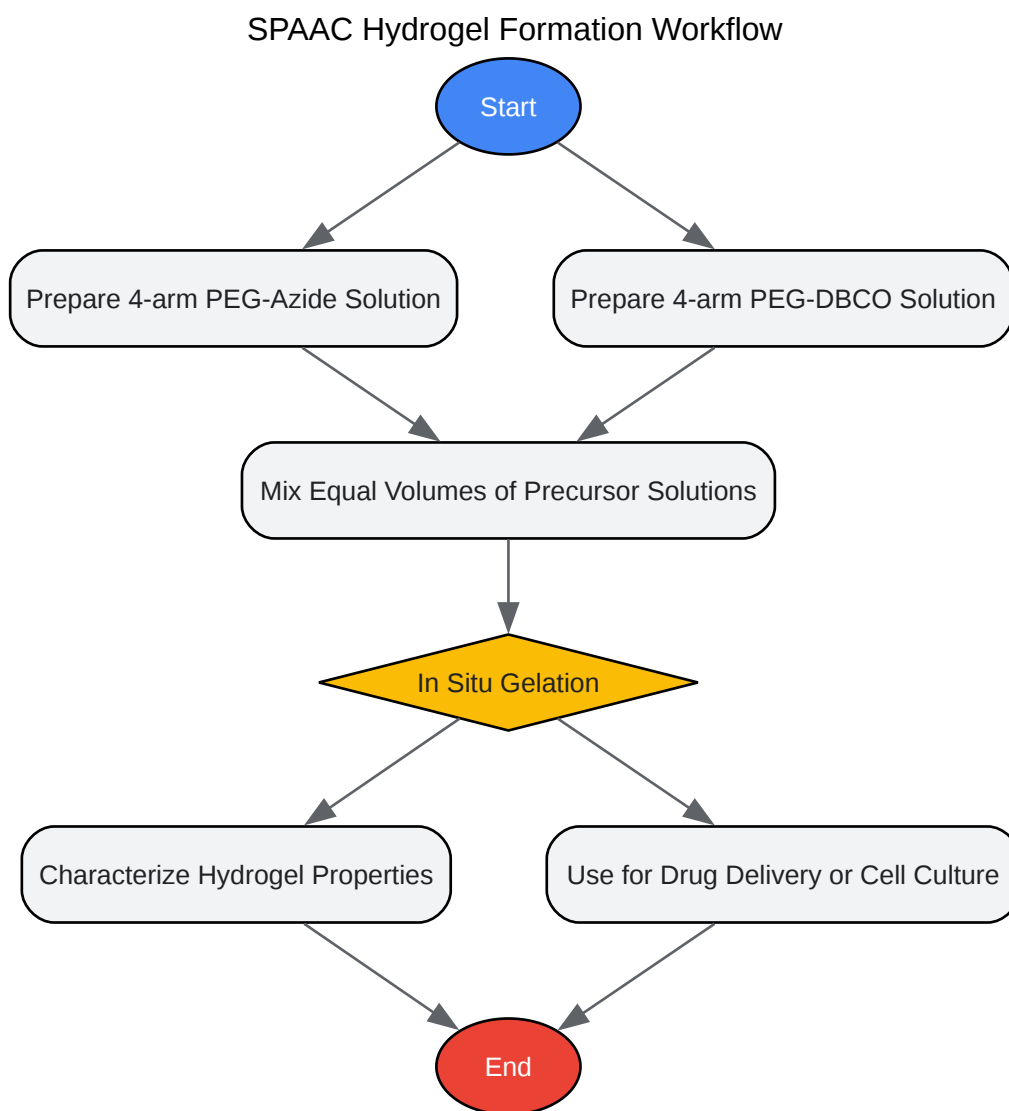 SPAAC Hydrogel Formation Workflow
Start
Prepare 4-arm PEG-Azide Solution
Prepare 4-arm PEG-DBCO Solution
Mix Equal Volumes of Precursor Solutions
In Situ Gelation
Characterize Hydrogel Properties
Use for Drug Delivery or Cell Culture
End